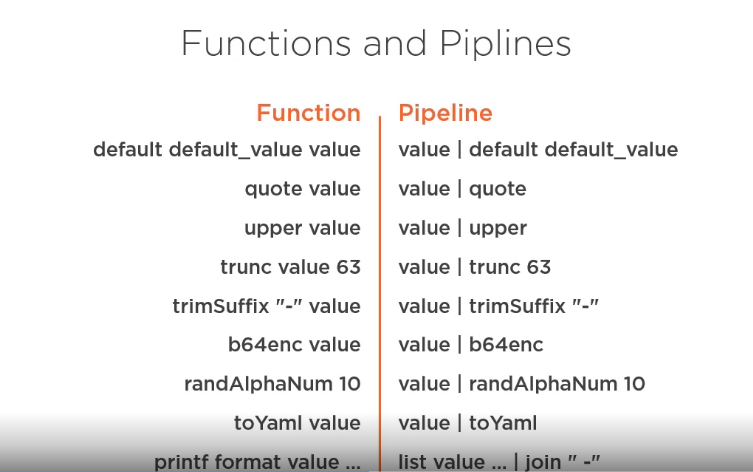 Functions and Piplines
Function Pipeline
default default_value value value | default default_value
quote value value | quote
upper value value | upper
trunc value 63 value | trunc 63
trimSuffix "-" value value | trimSuffix "-"
b64enc value value | b64enc
randAlphaNum 10 value | randAlphaNum 10
toYaml value value | toYaml
printf format value ... list value ... | join " -"